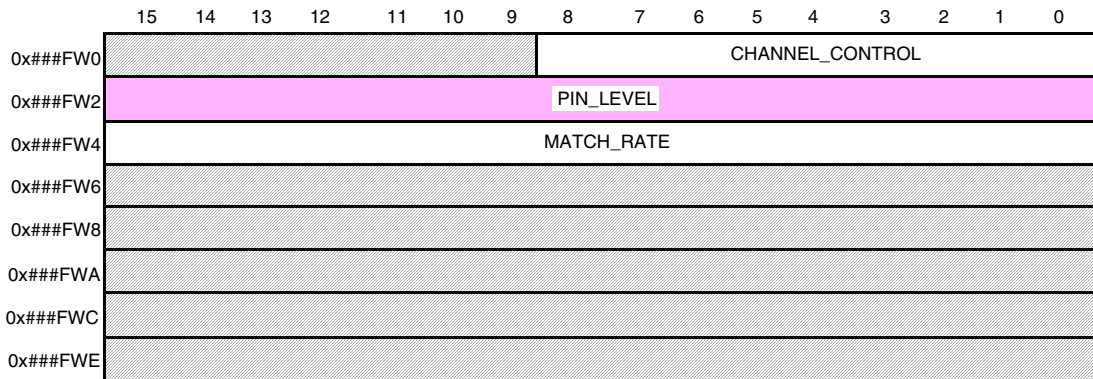 15 14 13 12 11 10 9 8 7 6 5 4 3 2 1 0
0x###FW0 CHANNEL_CONTROL
0x###FW2 PIN_LEVEL
0x###FW4 MATCH_RATE
0x###FW6
0x###FW8
0x###FWA
0x###FWC
0x###FWE